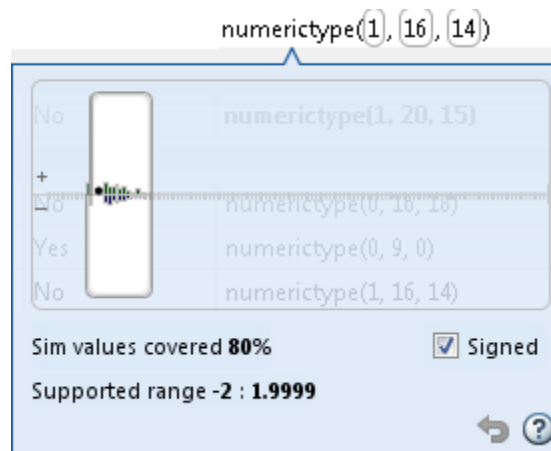 numerictype(1, 16, 14)
No numerictype(1, 20, 15)
+
No numerictype(0, 16, 18)
−
Yes numerictype(0, 9, 0)
No numerictype(1, 16, 14)
Sim values covered 80% Signed
Supported range -2 : 1.9999
?